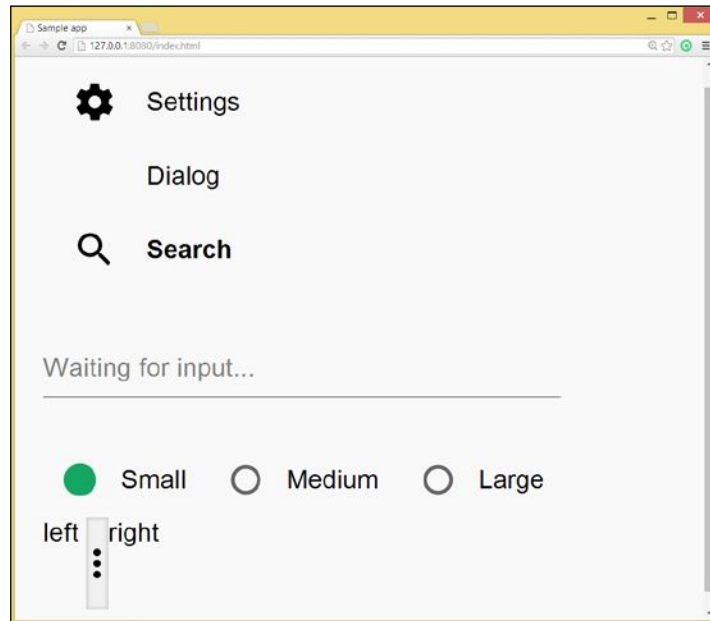 Sample app
127.0.0.1:8080/index.html
Settings
Dialog
Search
Waiting for input...
Small Medium Large
left right